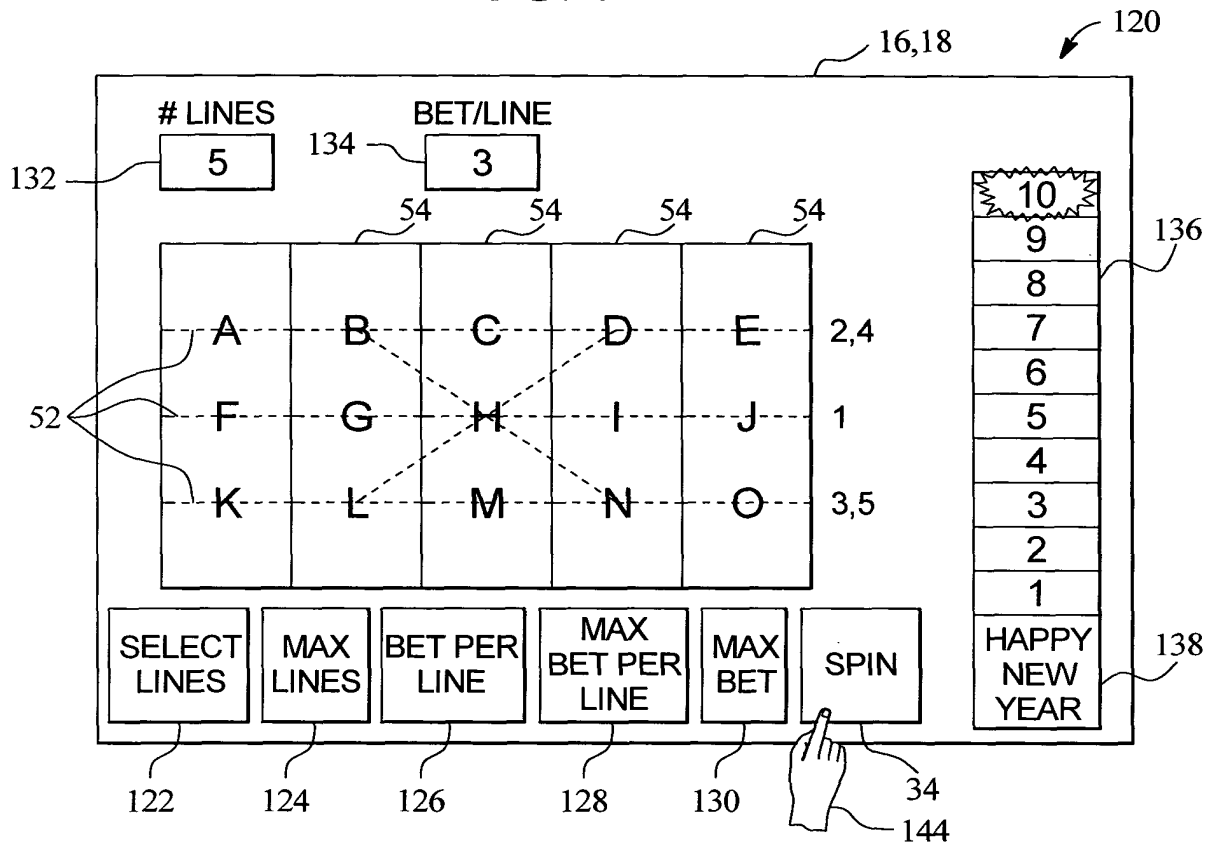 120
16,18
# LINES
BET/LINE
132
5
134
3
54
54
54
54
10
9
8
7
6
5
4
3
2
1
136
A B C D E 2,4
52
F G H I J 1
K L M N O 3,5
SELECT
LINES
MAX
LINES
BET PER
LINE
MAX
BET PER
LINE
MAX
BET
SPIN
HAPPY
NEW
YEAR
138
122
124
126
128
130
34
144